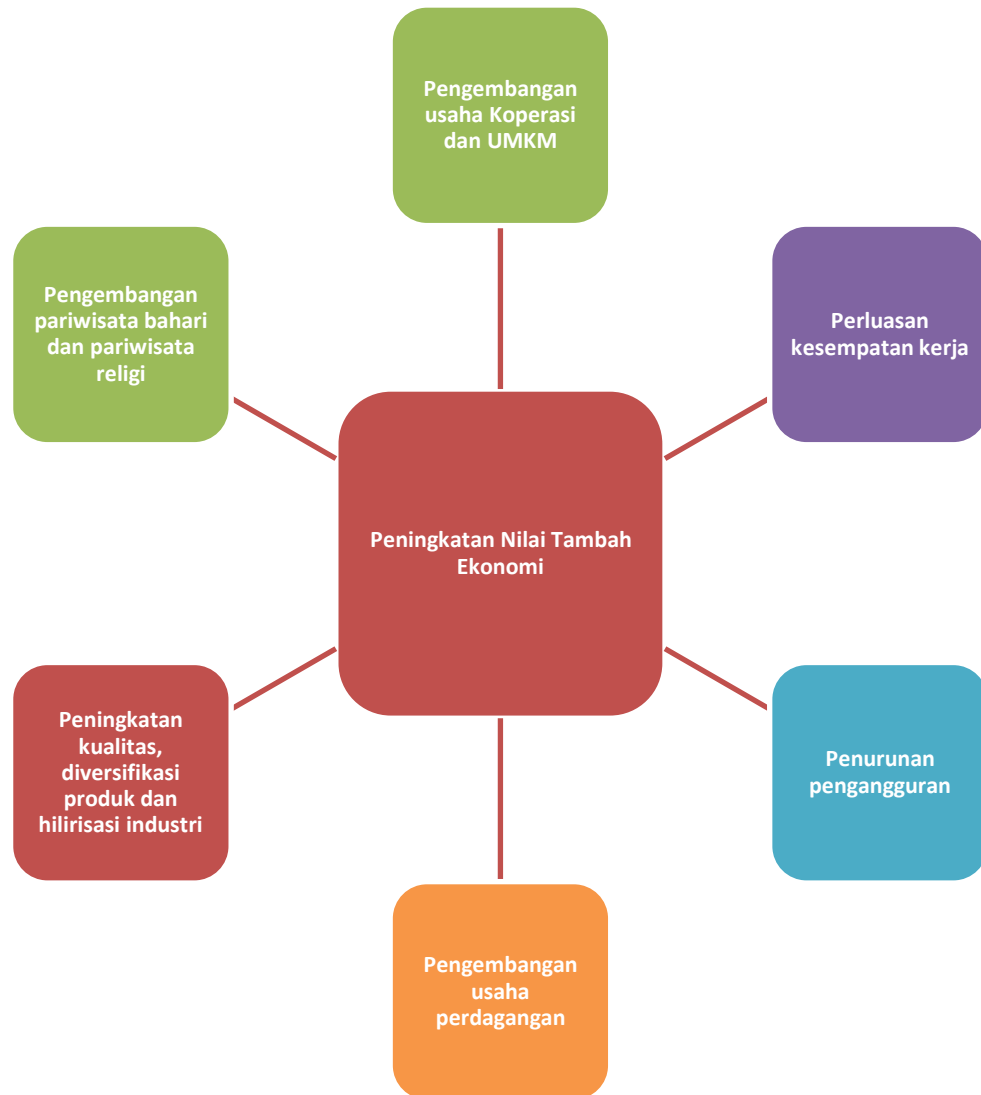 Pengembangan
usaha Koperasi
dan UMKM
Perluasan
kesempatan kerja
Penurunan
pengangguran
Pengembangan
usaha
perdagangan
Peningkatan
kualitas,
diversifikasi
produk dan
hilirisasi industri
Pengembangan
pariwisata bahari
dan pariwisata
religi
Peningkatan Nilai Tambah
Ekonomi